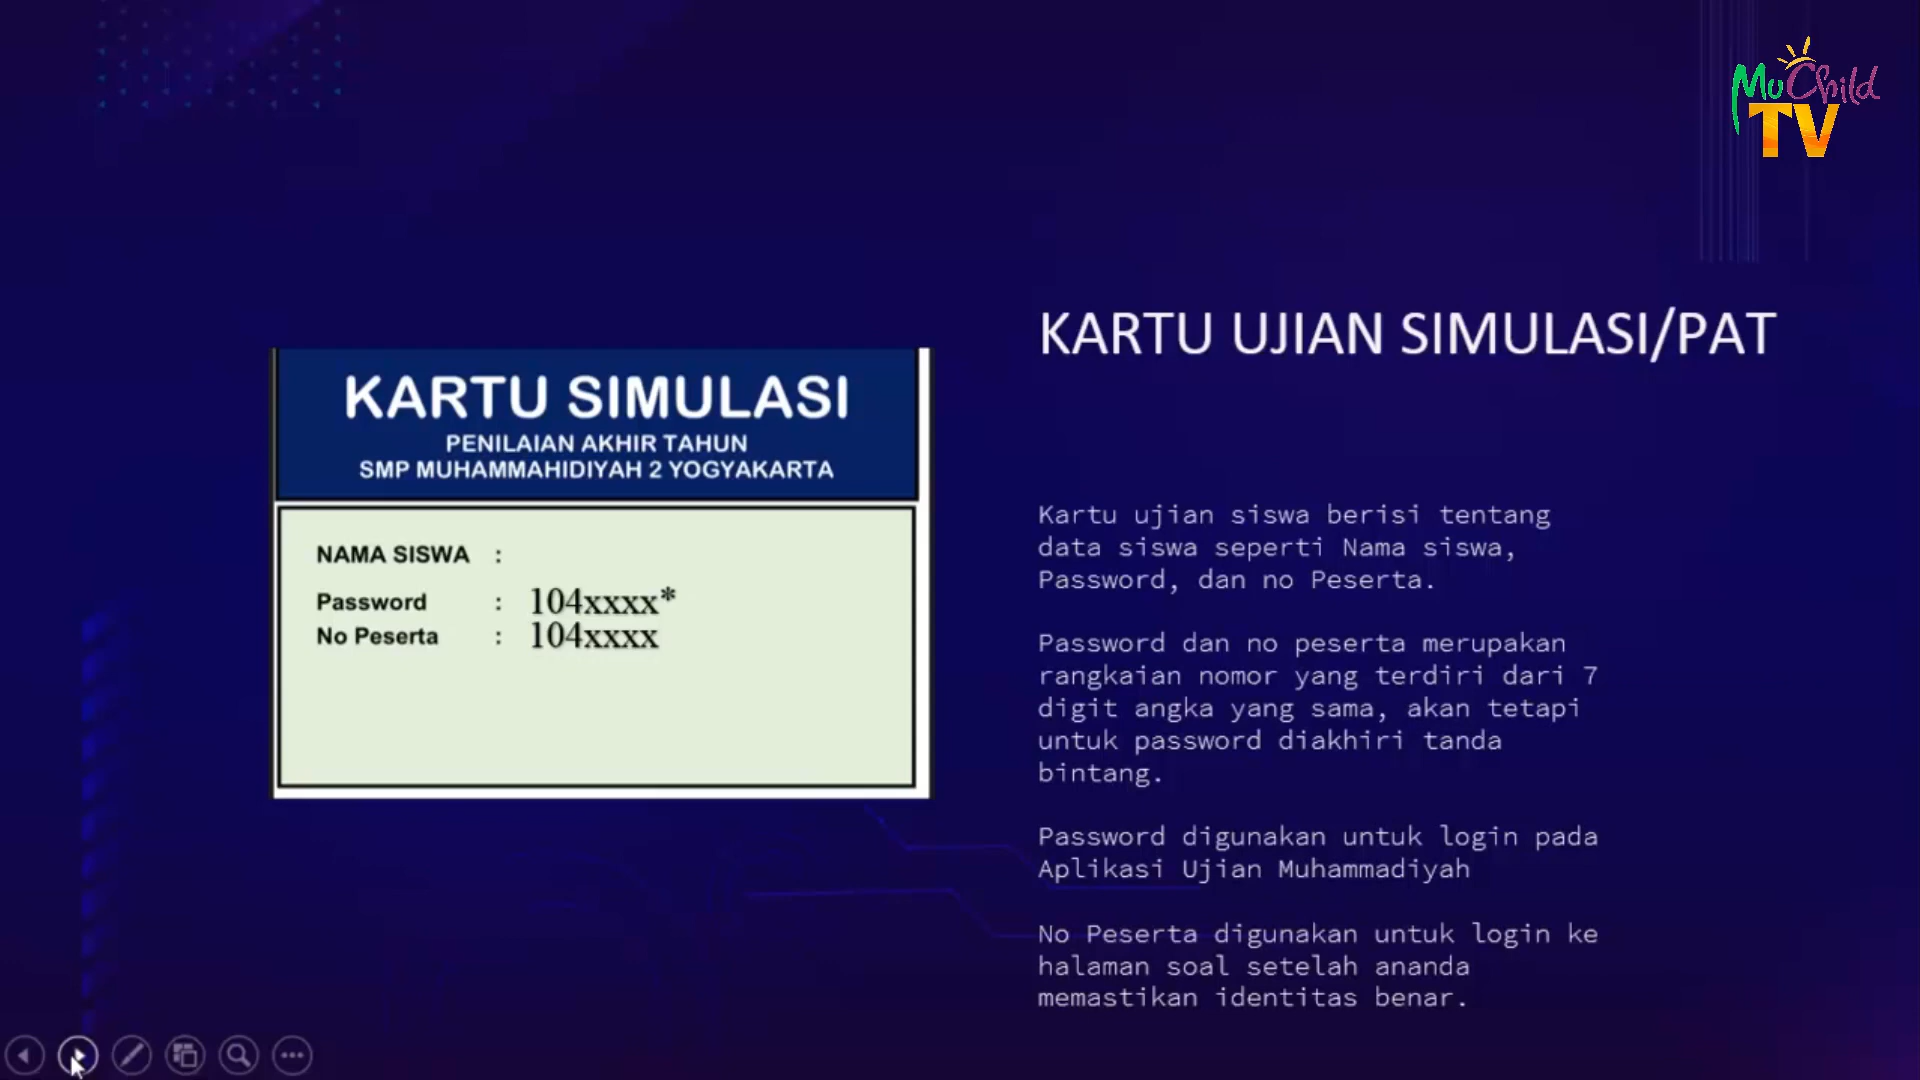 MuChild
TV
KARTU UJIAN SIMULASI/PAT
KARTU SIMULASI
PENILAIAN AKHIR TAHUN
SMP MUHAMMAHIDIYAH 2 YOGYAKARTA
NAMA SISWA :
Password : 104xxxx*
No Peserta : 104xxxx
Kartu ujian siswa berisi tentang
data siswa seperti Nama siswa,
Password, dan no Peserta.
Password dan no peserta merupakan
rangkaian nomor yang terdiri dari 7
digit angka yang sama, akan tetapi
untuk password diakhiri tanda
bintang.
Password digunakan untuk login pada
Aplikasi Ujian Muhammadiyah
No Peserta digunakan untuk login ke
halaman soal setelah ananda
memastikan identitas benar.